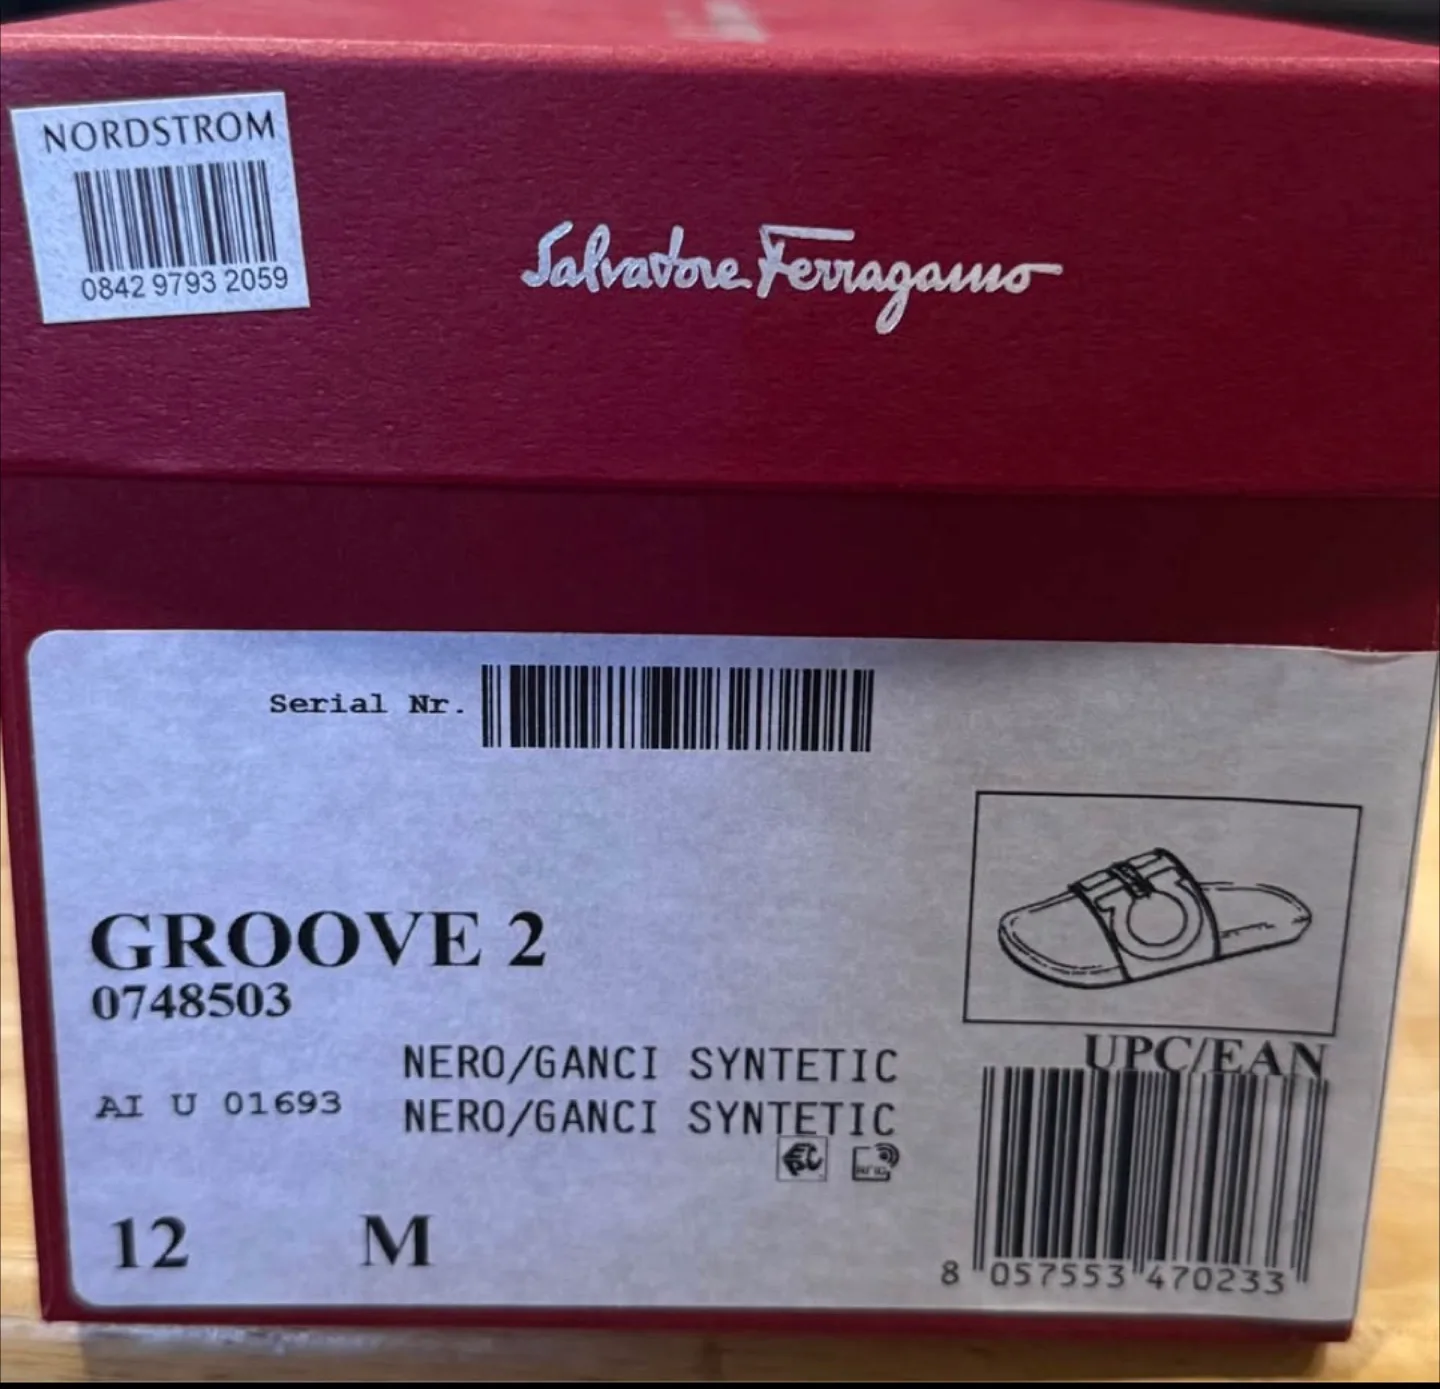 NORDSTROM
0842 9793 2059
Salvatore Ferragamo
Serial Nr.
GROOVE 2
0748503
NERO/GANCI SYNTETIC
AI U 01693
NERO/GANCI SYNTETIC
12 M
UPC/EAN
8 057553 470233